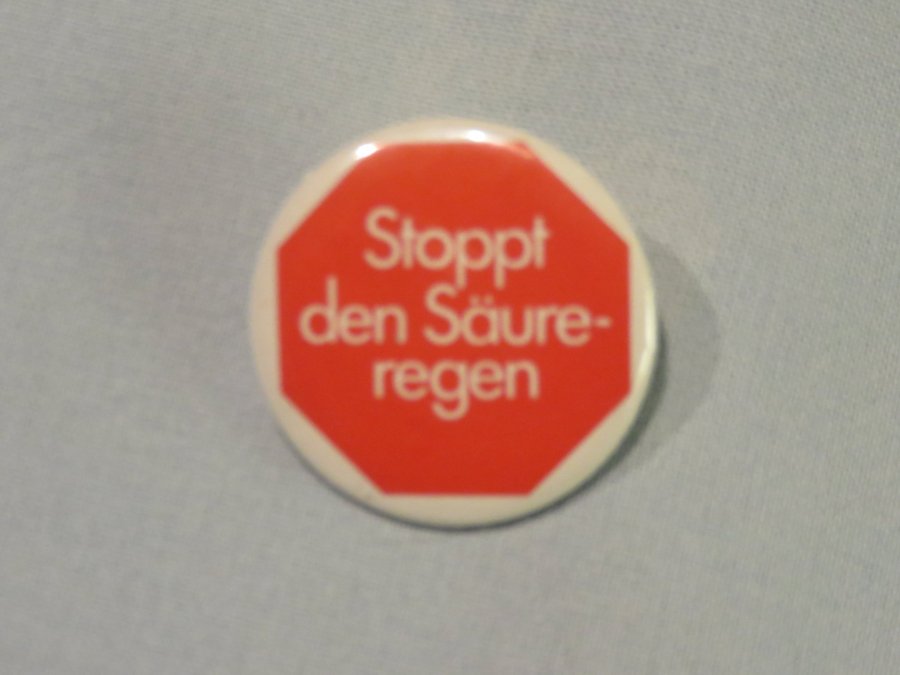 Stoppt
den Säure-
regen